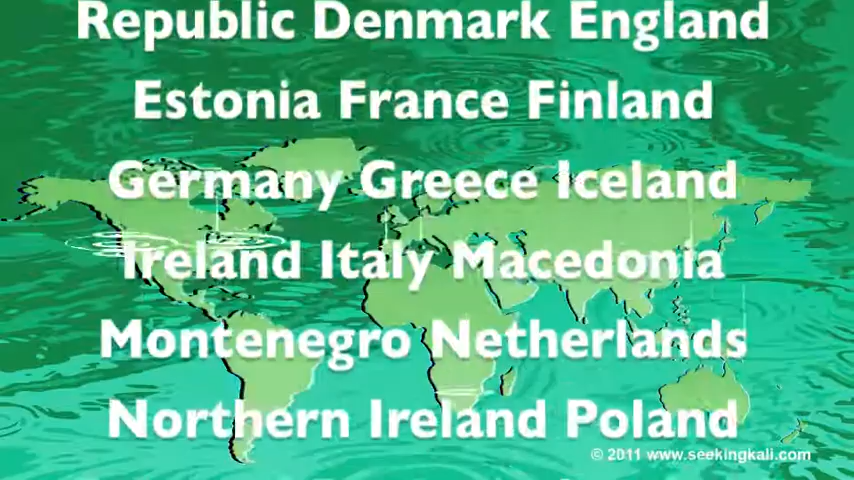 Republic Denmark England
Estonia France Finland
Germany Greece Iceland
Ireland Italy Macedonia
Montenegro Netherlands
Northern Ireland Poland
© 2011 www.seekingkali.com